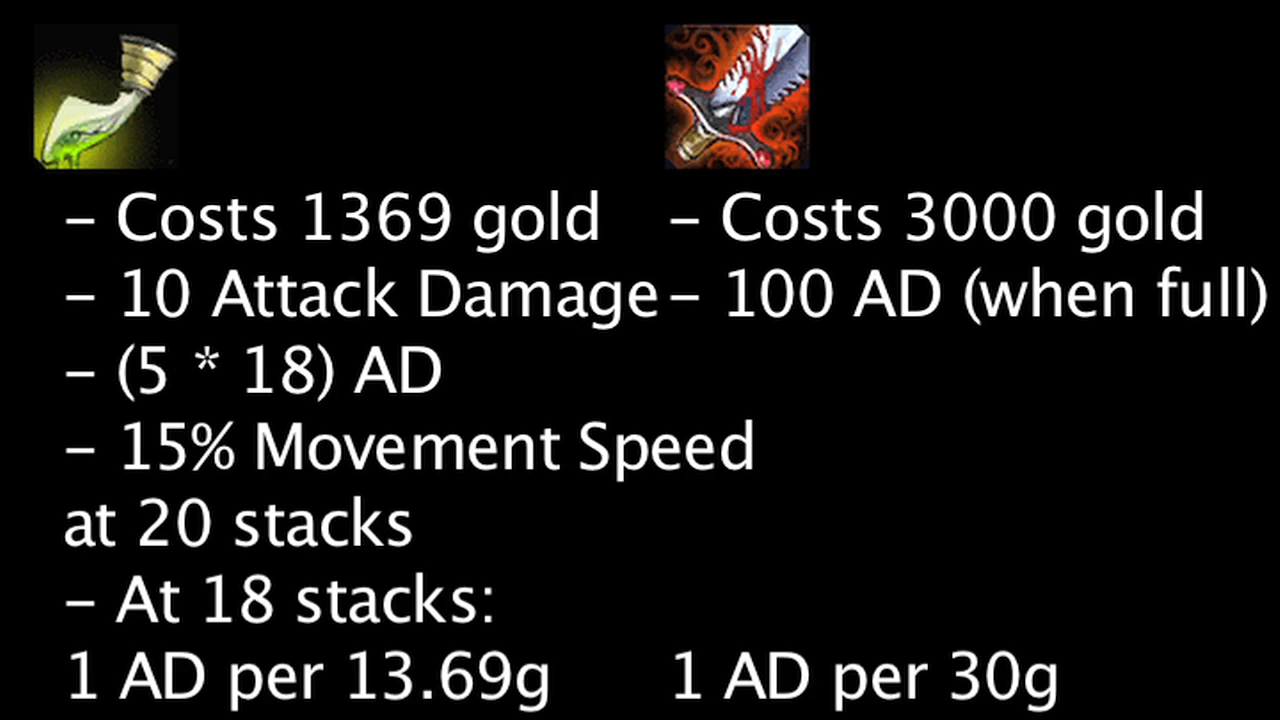 – Costs 1369 gold
– 10 Attack Damage
– (5 * 18) AD
– 15% Movement Speed
at 20 stacks
– At 18 stacks:
1 AD per 13.69g
– Costs 3000 gold
– 100 AD (when full)
1 AD per 30g